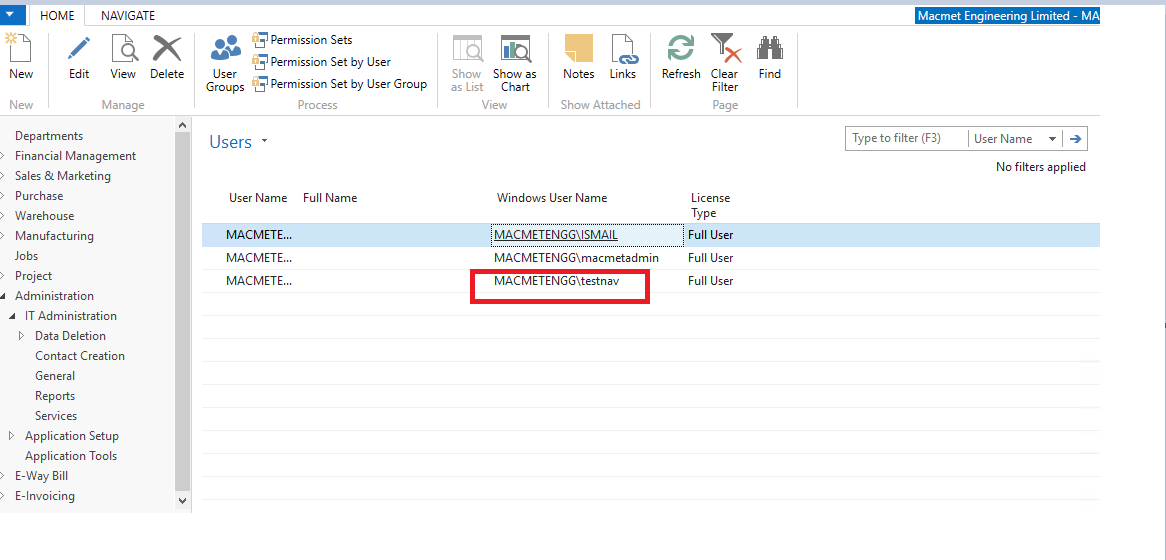 HOME NAVIGATE Macmet Engineering Limited - MA
New Edit View Delete User Groups Permission Sets
Permission Set by User
Permission Set by User Group
Show as List Show as Chart Notes Links Refresh Clear Filter Find
New Manage Process View Show Attached Page
Departments
Financial Management
Sales & Marketing
Purchase
Warehouse
Manufacturing
Jobs
Project
Administration
IT Administration
Data Deletion
Contact Creation
General
Reports
Services
Application Setup
Application Tools
E-Way Bill
E-Invoicing
Users Type to filter (F3) User Name
No filters applied
User Name Full Name Windows User Name License Type
MACMETE... MACMETENGG\ISMAIL Full User
MACMETE... MACMETENGG\macmetadmin Full User
MACMETE... MACMETENGG\testnav Full User